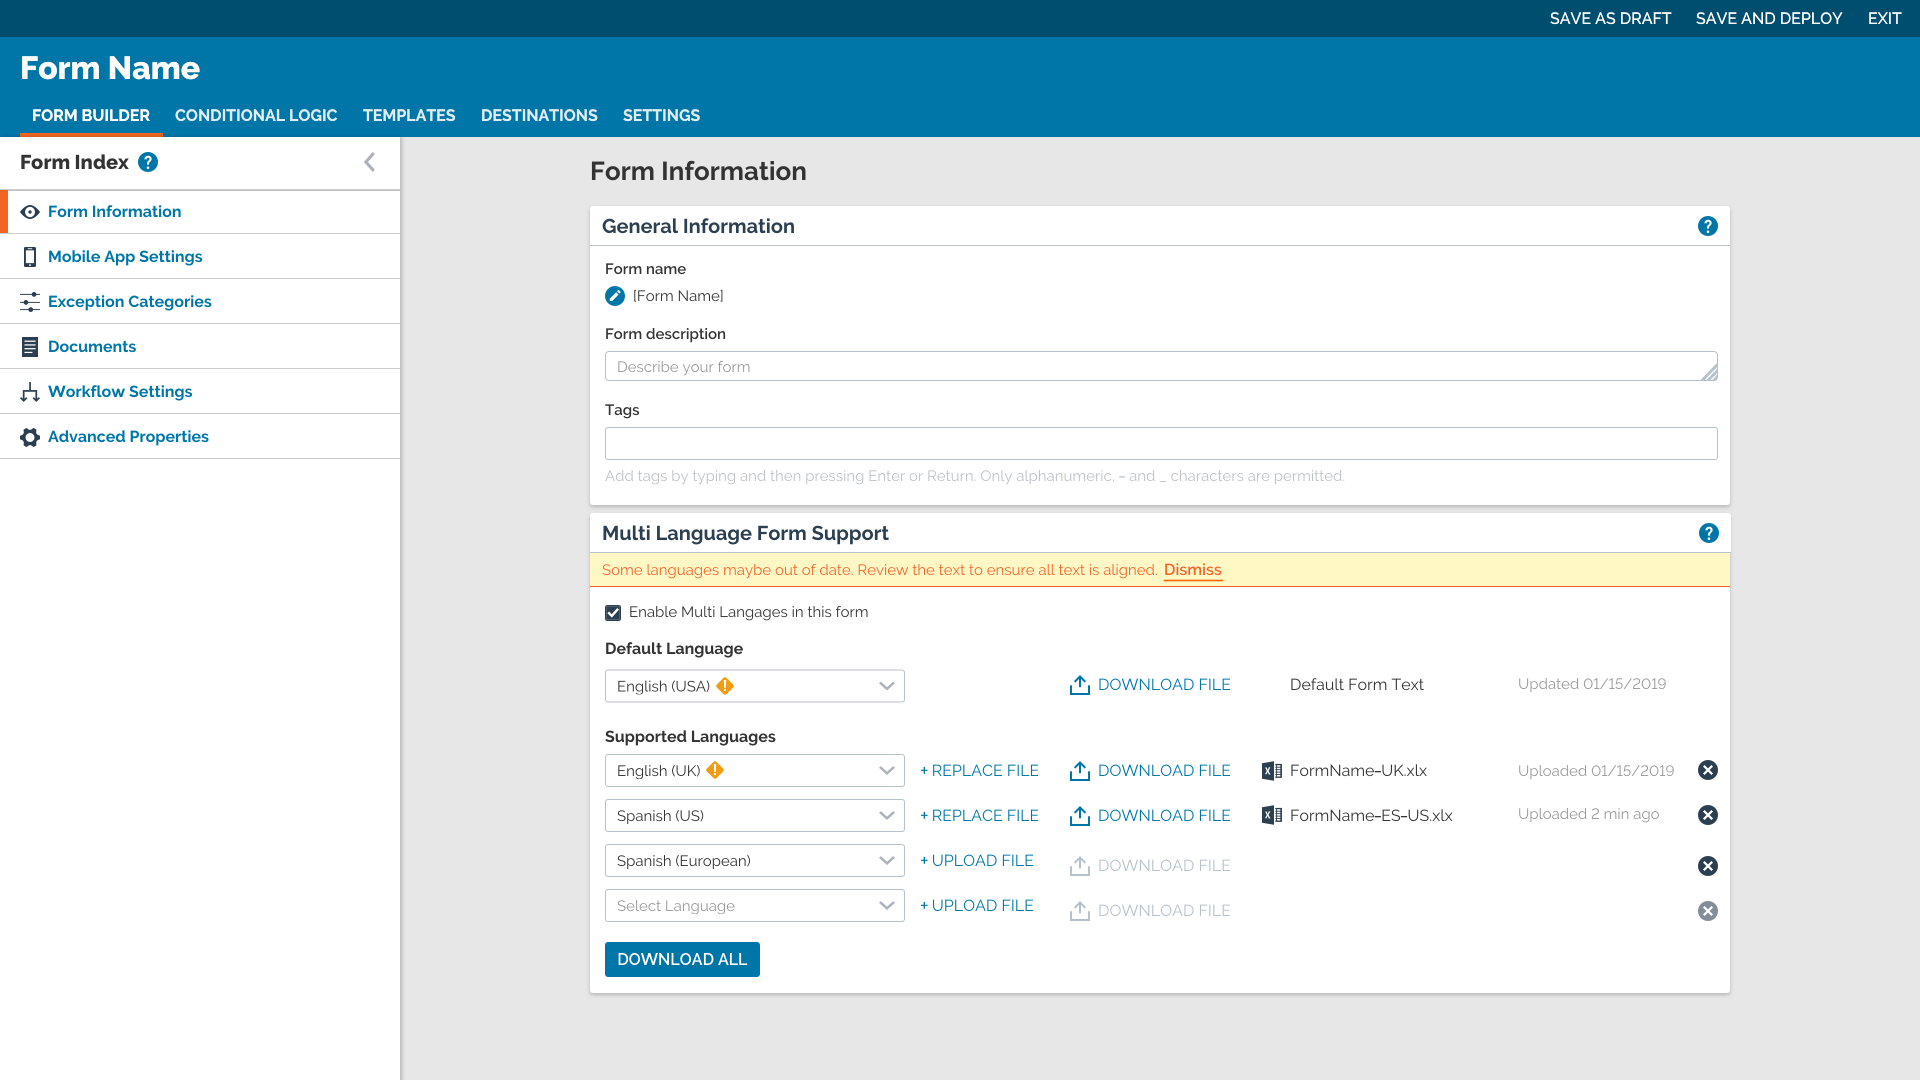 SAVE AS DRAFT SAVE AND DEPLOY EXIT
Form Name
FORM BUILDER CONDITIONAL LOGIC TEMPLATES DESTINATIONS SETTINGS
Form Index ?
Form Information
Mobile App Settings
Exception Categories
Documents
Workflow Settings
Advanced Properties
Form Information
General Information ?
Form name
[Form Name]
Form description
Describe your form
Tags
Add tags by typing and then pressing Enter or Return. Only alphanumeric, - and _ characters are permitted.
Multi Language Form Support ?
Some languages maybe out of date. Review the text to ensure all text is aligned. Dismiss
Enable Multi Langages in this form
Default Language
English (USA) ! DOWNLOAD FILE Default Form Text Updated 01/15/2019
Supported Languages
English (UK) ! + REPLACE FILE DOWNLOAD FILE X FormName-UK.xlx Uploaded 01/15/2019
Spanish (US) + REPLACE FILE DOWNLOAD FILE X FormName-ES-US.xlx Uploaded 2 min ago
Spanish (European) + UPLOAD FILE DOWNLOAD FILE
Select Language + UPLOAD FILE DOWNLOAD FILE
DOWNLOAD ALL